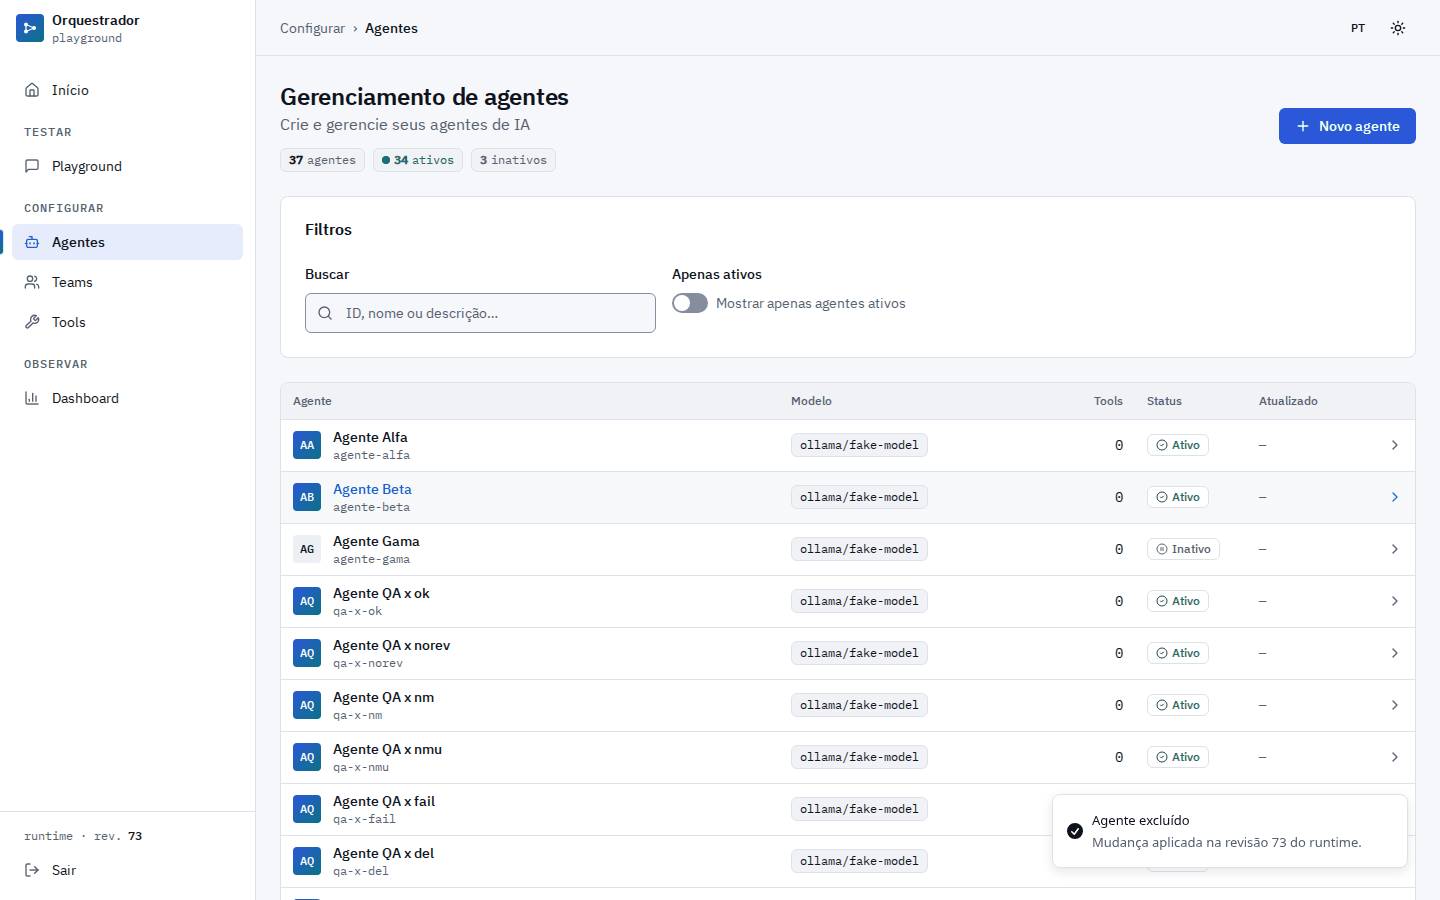 Orquestrador
playground
Início
TESTAR
Playground
CONFIGURAR
Agentes
Teams
Tools
OBSERVAR
Dashboard
runtime · rev. 73
Sair
Configurar › Agentes
PT
Gerenciamento de agentes
Crie e gerencie seus agentes de IA
37 agentes
34 ativos
3 inativos
Novo agente
Filtros
Buscar
ID, nome ou descrição...
Apenas ativos
Mostrar apenas agentes ativos
Agente Modelo Tools Status Atualizado
AA Agente Alfa
agente-alfa
ollama/fake-model 0 Ativo –
AB Agente Beta
agente-beta
ollama/fake-model 0 Ativo –
AG Agente Gama
agente-gama
ollama/fake-model 0 Inativo –
AQ Agente QA x ok
qa-x-ok
ollama/fake-model 0 Ativo –
AQ Agente QA x norev
qa-x-norev
ollama/fake-model 0 Ativo –
AQ Agente QA x nm
qa-x-nm
ollama/fake-model 0 Ativo –
AQ Agente QA x nmu
qa-x-nmu
ollama/fake-model 0 Ativo –
AQ Agente QA x fail
qa-x-fail
ollama/fake-model
AQ Agente QA x del
qa-x-del
ollama/fake-model
Agente excluído
Mudança aplicada na revisão 73 do runtime.